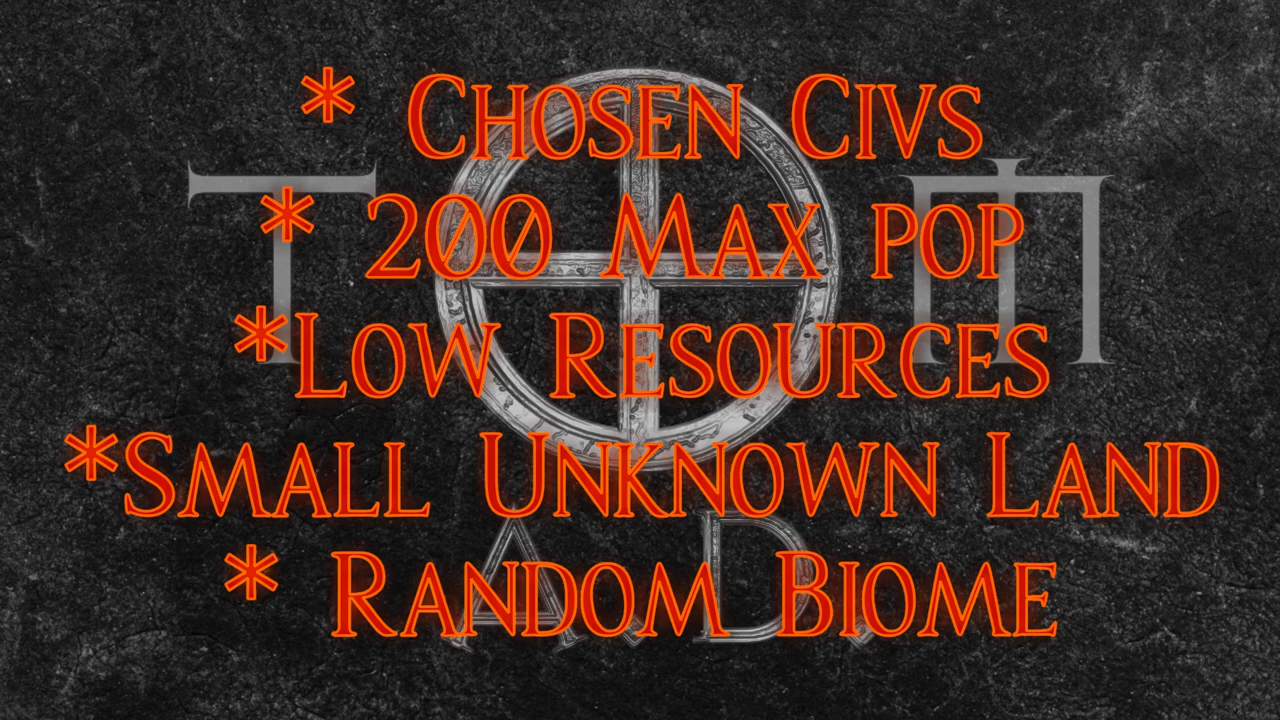 * Chosen Civs
* 200 Max pop
*Low Resources
*Small Unknown Land
* Random Biome
A.D.